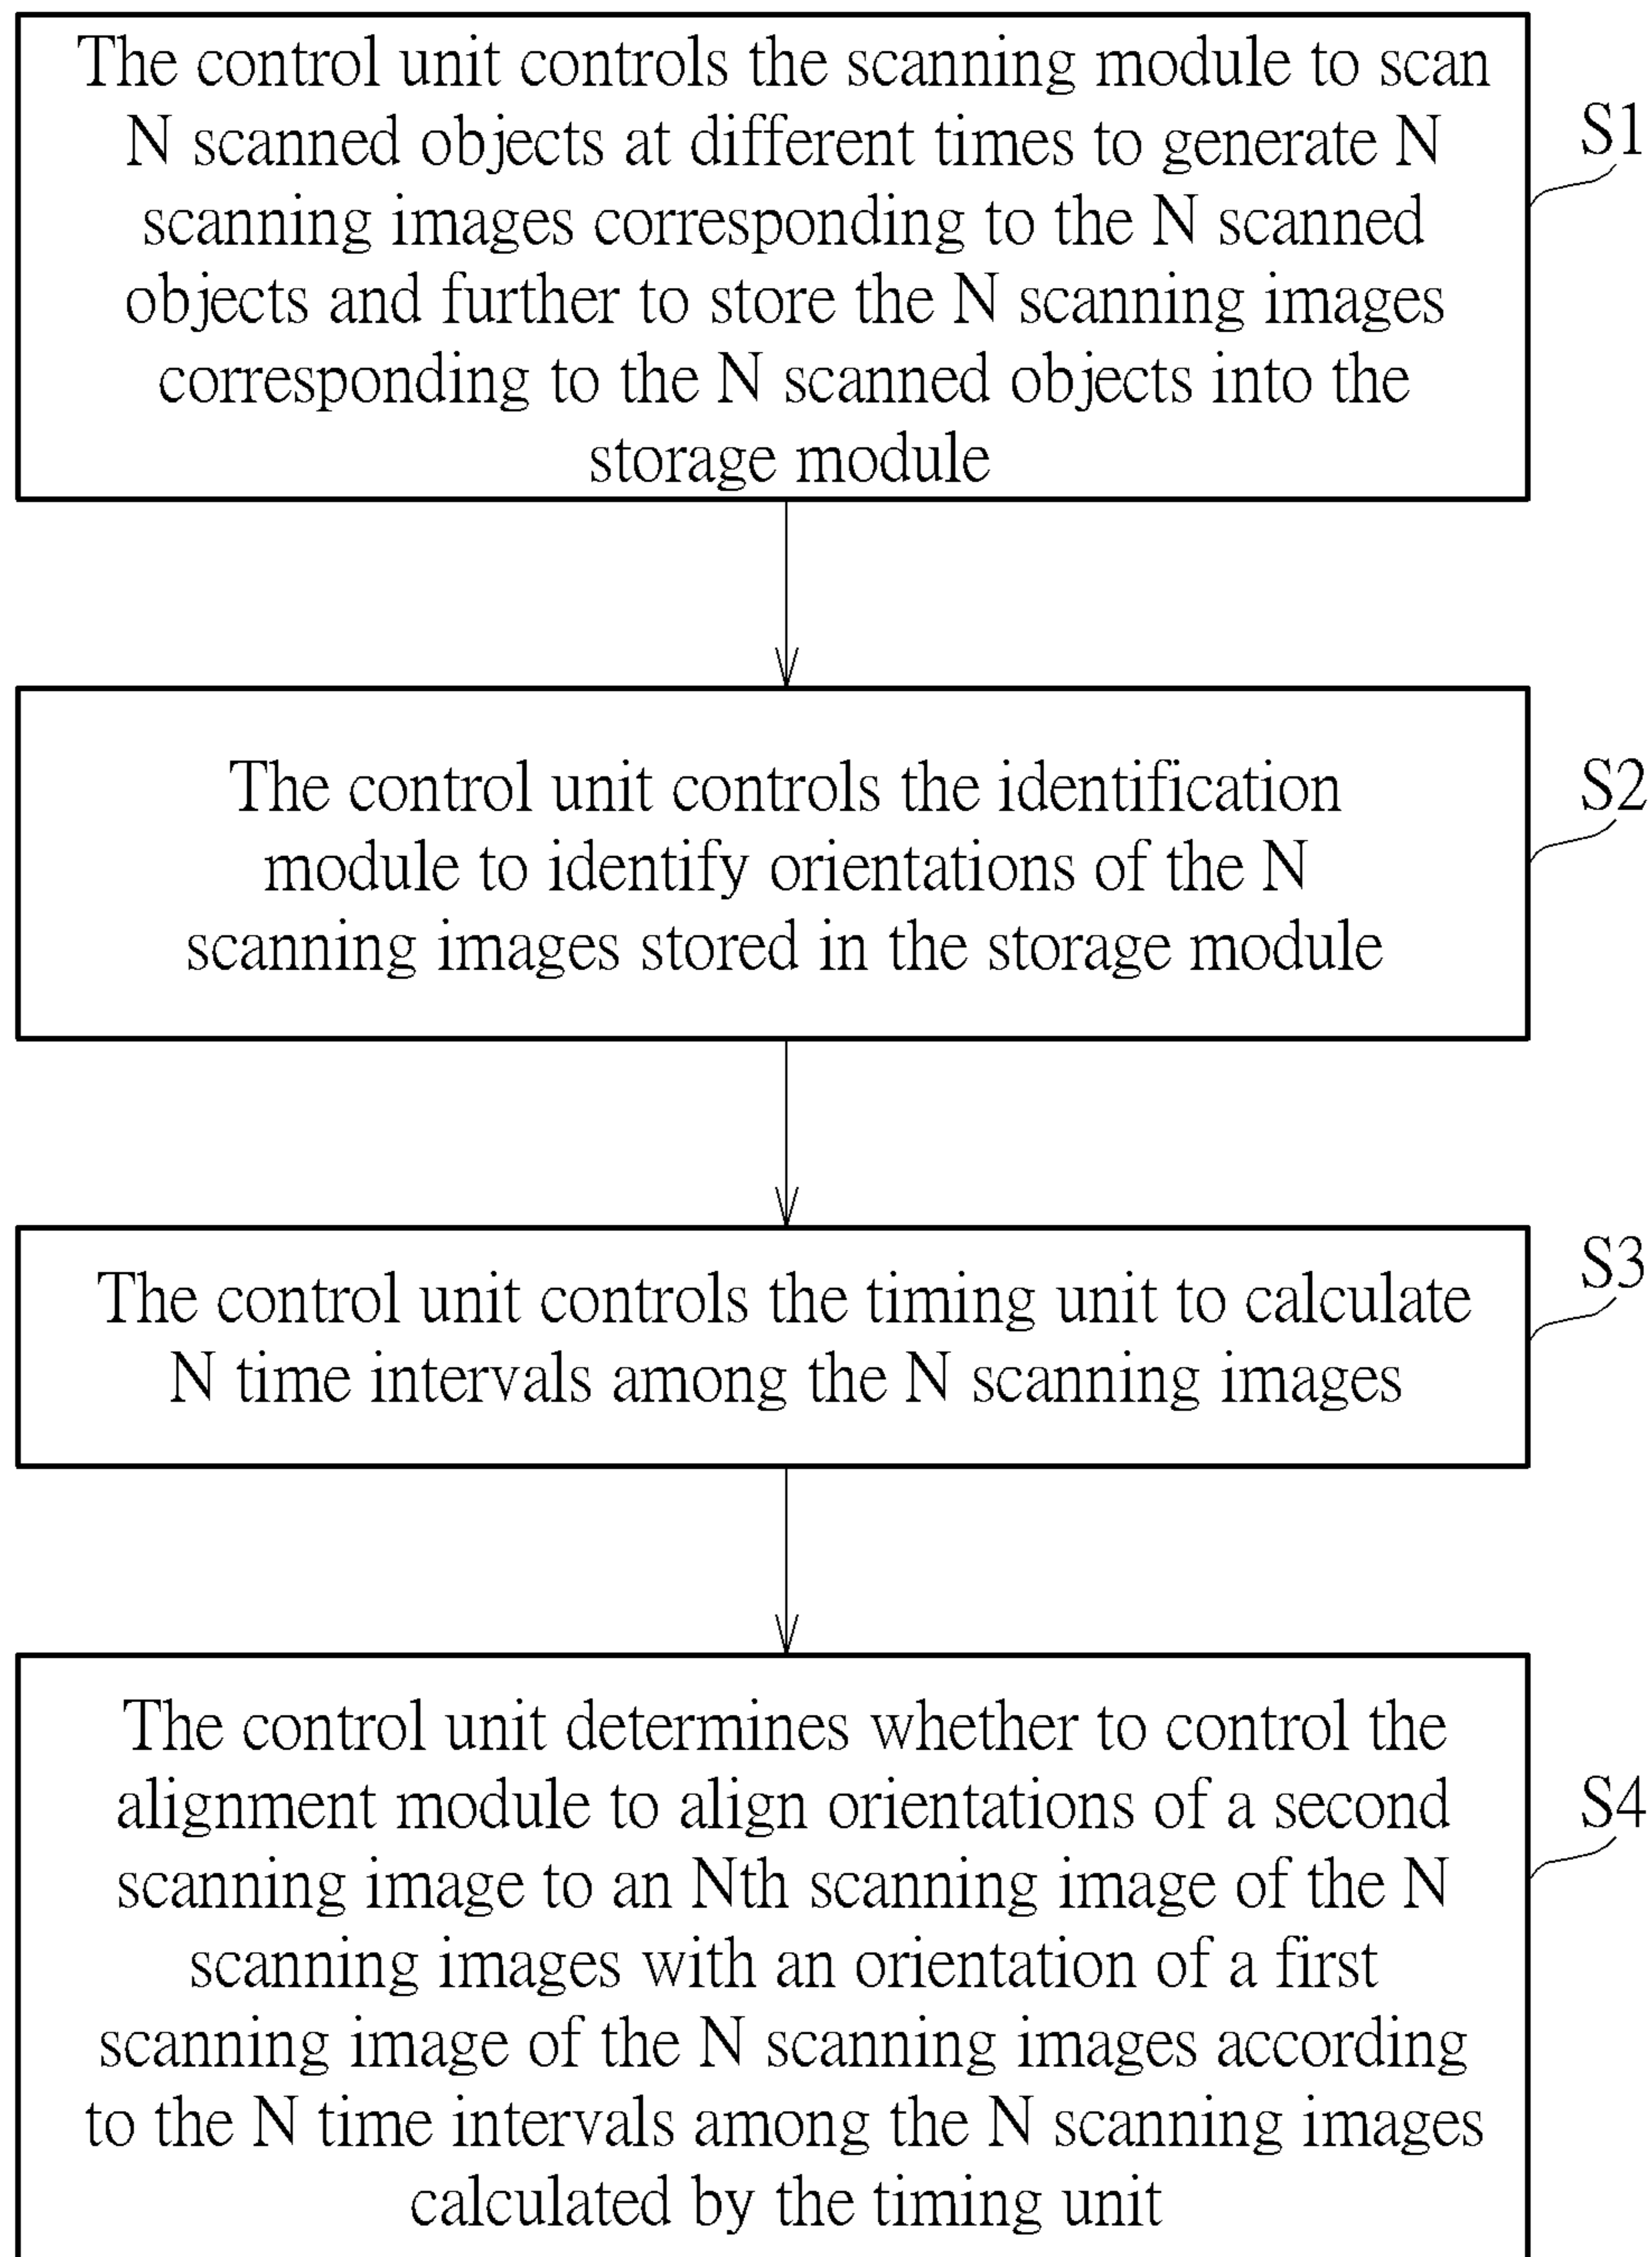 The control unit controls the scanning module to scan
N scanned objects at different times to generate N
scanning images corresponding to the N scanned
objects and further to store the N scanning images
corresponding to the N scanned objects into the
storage module
S1
The control unit controls the identification
module to identify orientations of the N
scanning images stored in the storage module
S2
The control unit controls the timing unit to calculate
N time intervals among the N scanning images
S3
The control unit determines whether to control the
alignment module to align orientations of a second
scanning image to an Nth scanning image of the N
scanning images with an orientation of a first
scanning image of the N scanning images according
to the N time intervals among the N scanning images
calculated by the timing unit
S4